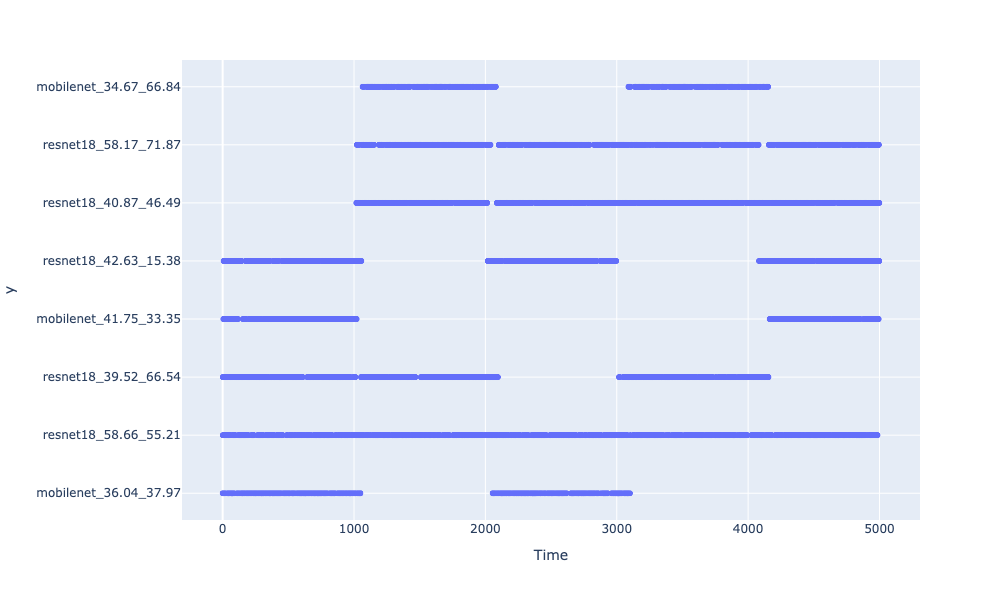 mobilenet_34.67_66.84
resnet18_58.17_71.87
resnet18_40.87_46.49
resnet18_42.63_15.38
mobilenet_41.75_33.35
resnet18_39.52_66.54
resnet18_58.66_55.21
mobilenet_36.04_37.97
y
0 1000 2000 3000 4000 5000
Time